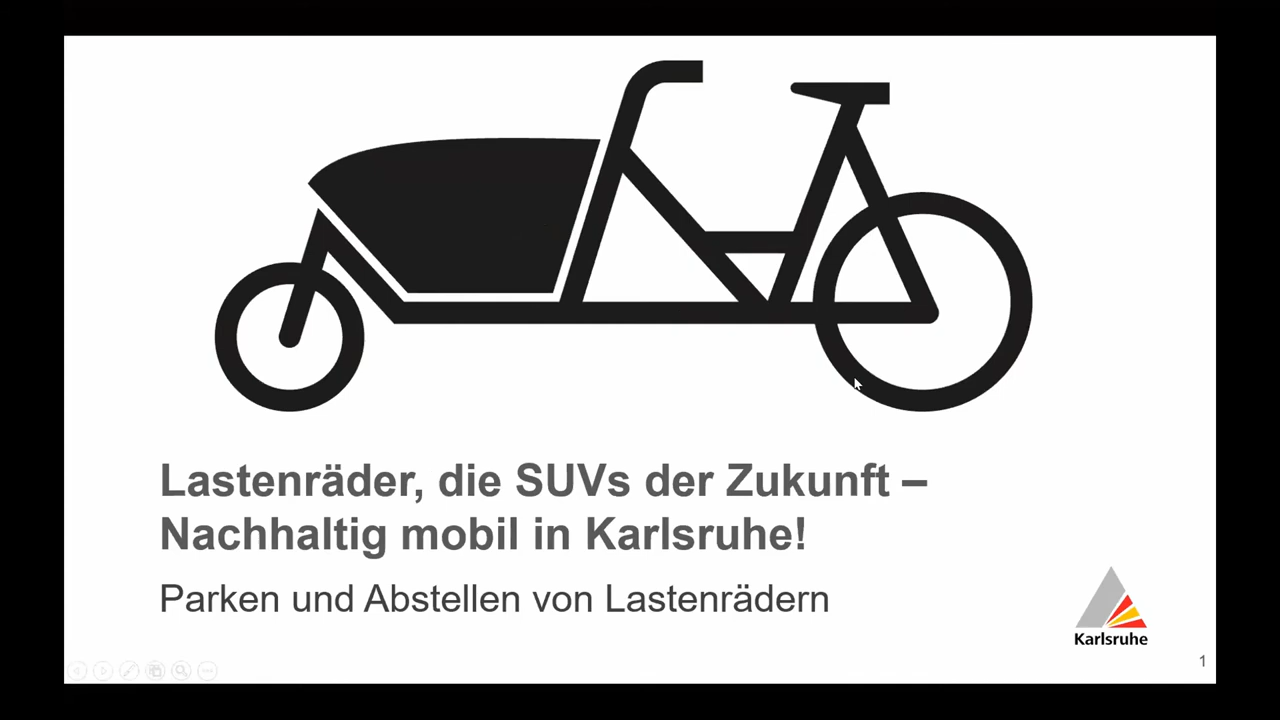 Lastenräder, die SUVs der Zukunft –
Nachhaltig mobil in Karlsruhe!
Parken und Abstellen von Lastenrädern
Karlsruhe
1